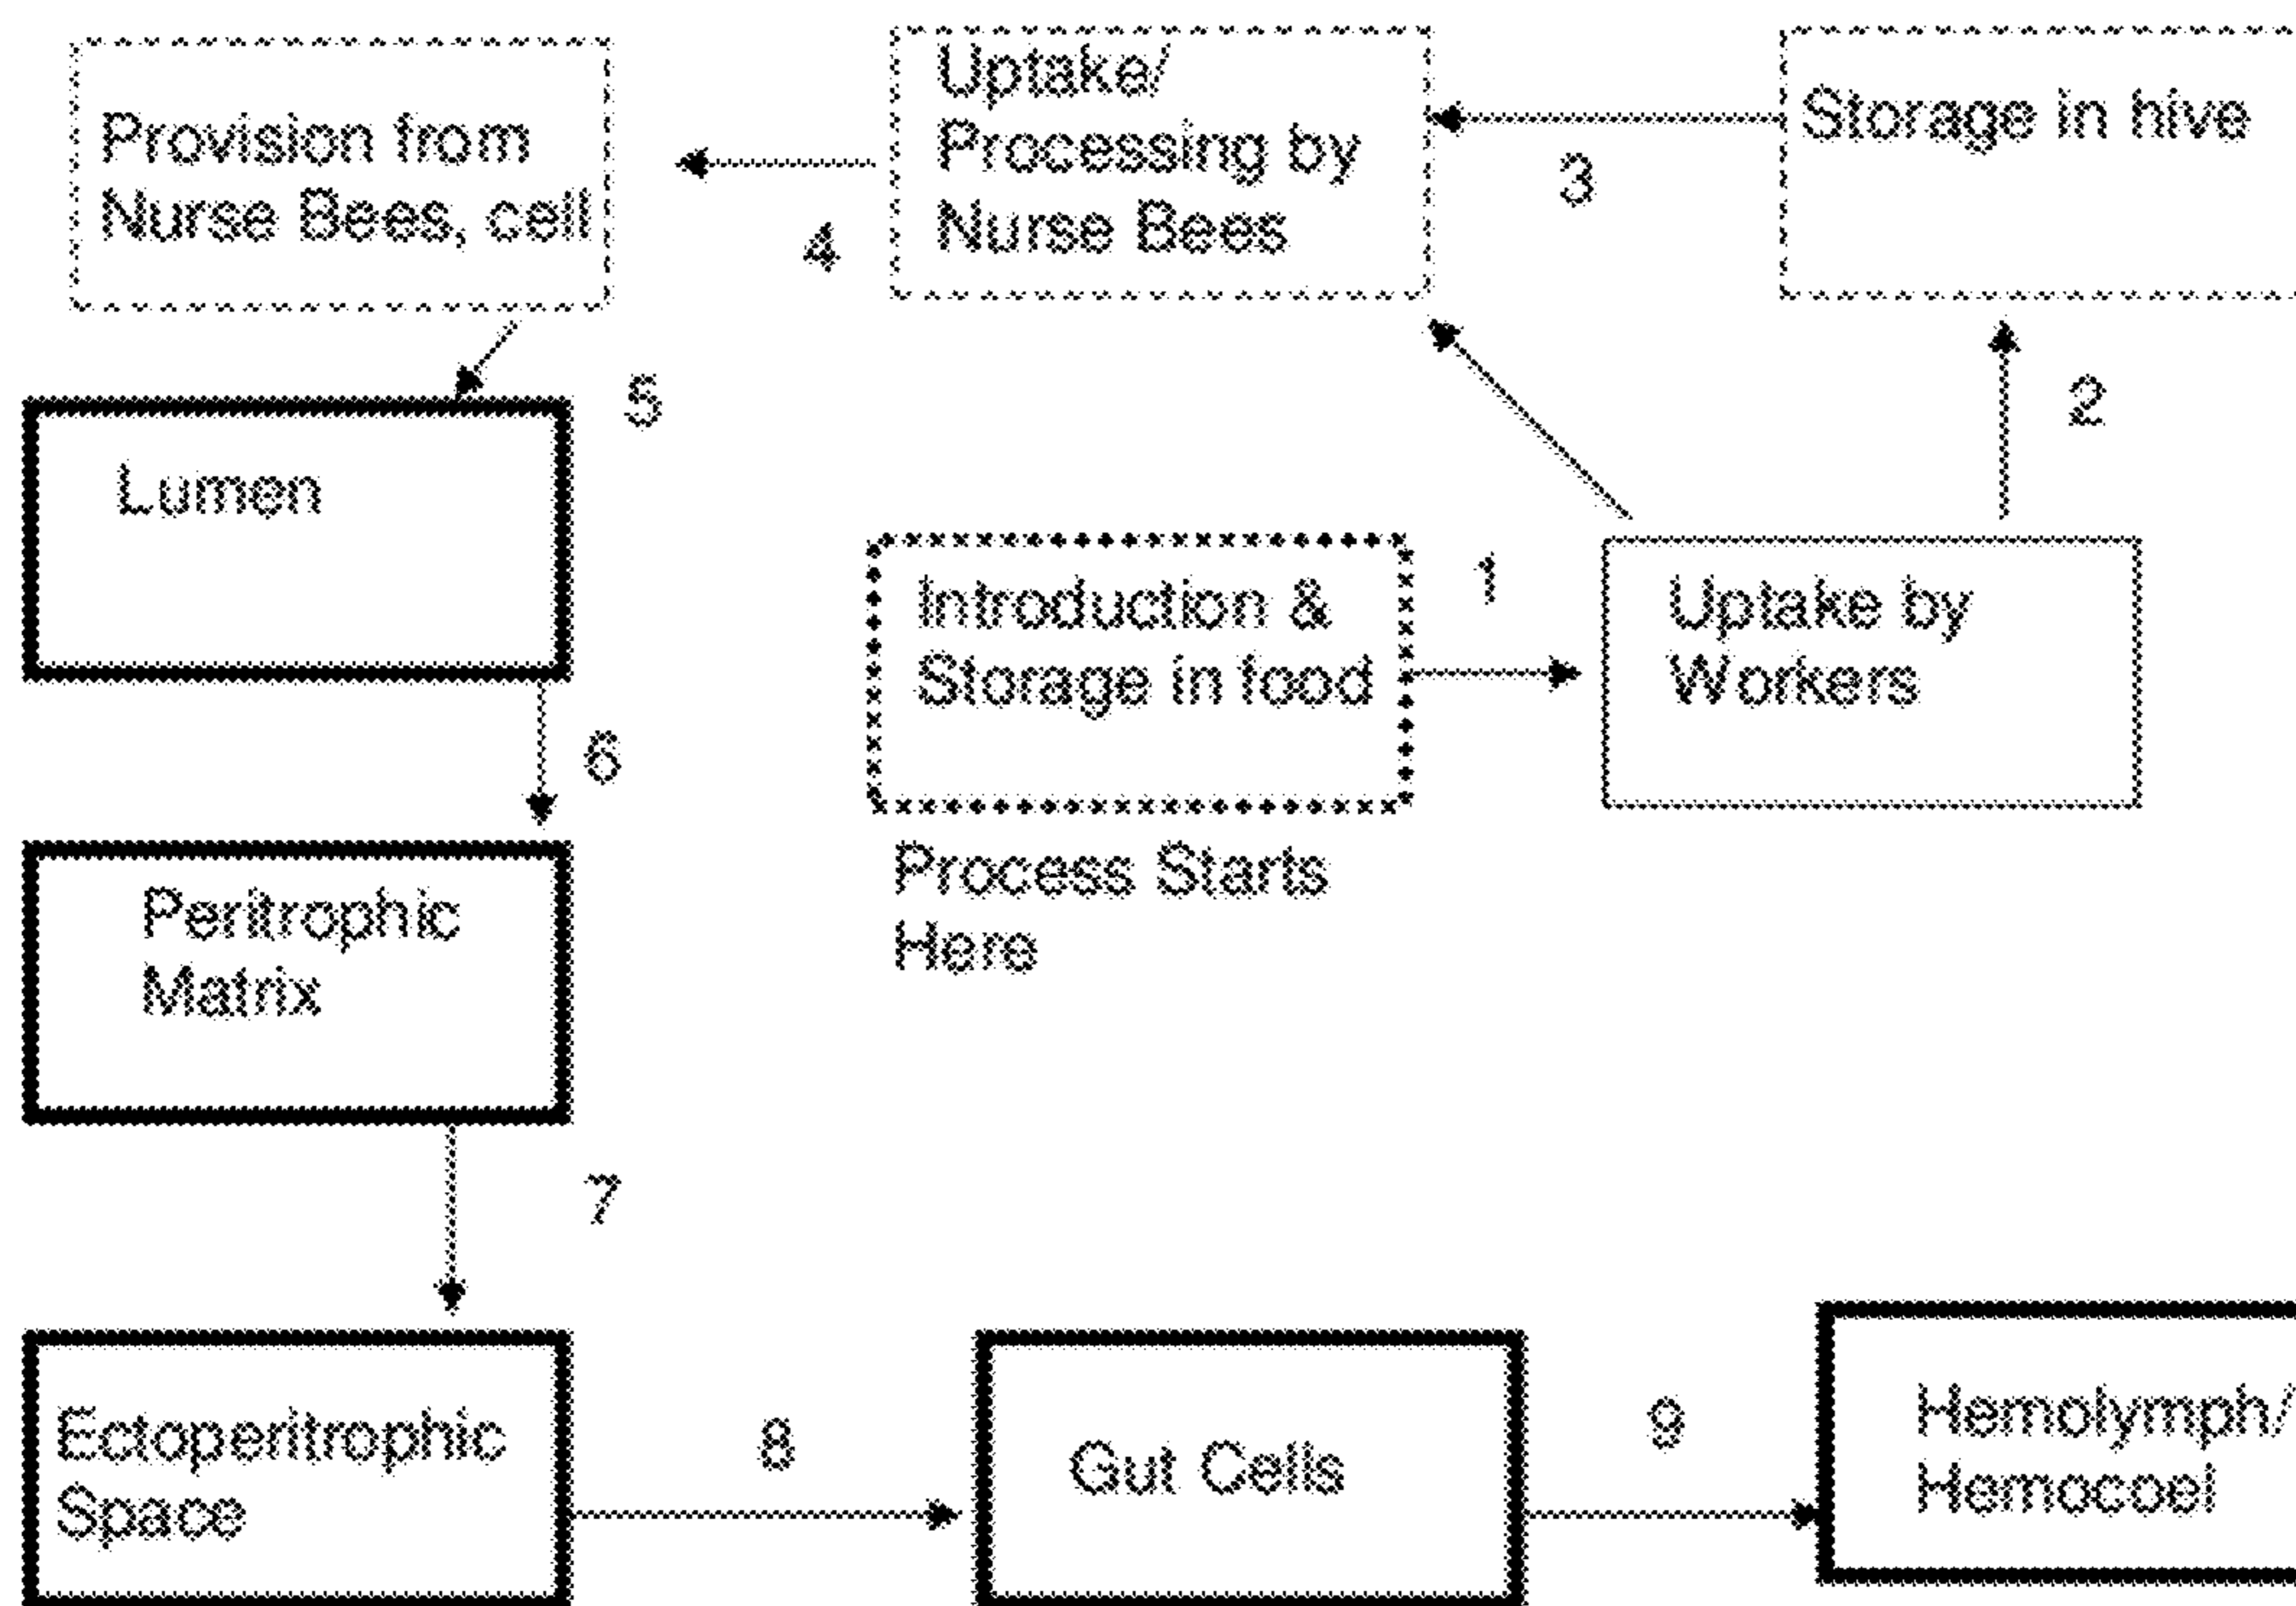 Provision from
Nurse Bees, cell
4
Uptake/
Processing by
Nurse Bees
3
Storage in hive
5
2
Lumen
Introduction &
Storage in food
1
Uptake by
Workers
6
Process Starts
Here
Peritrophic
Matrix
7
Ectoperitrophic
Space
8
Gut Cells
9
Hemolymph/
Hemocoel